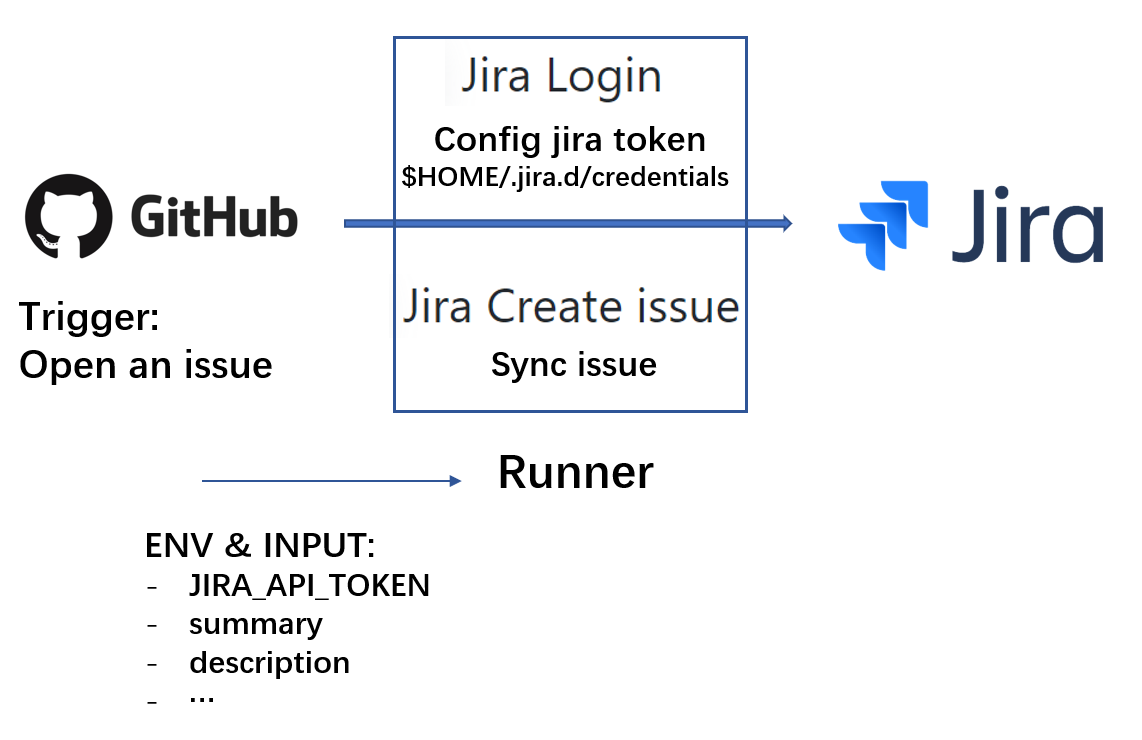 Jira Login
Config jira token
$HOME/.jira.d/credentials
GitHub
Jira
Jira Create issue
Sync issue
Trigger:
Open an issue
Runner
ENV & INPUT:
- JIRA_API_TOKEN
- summary
- description
- ...